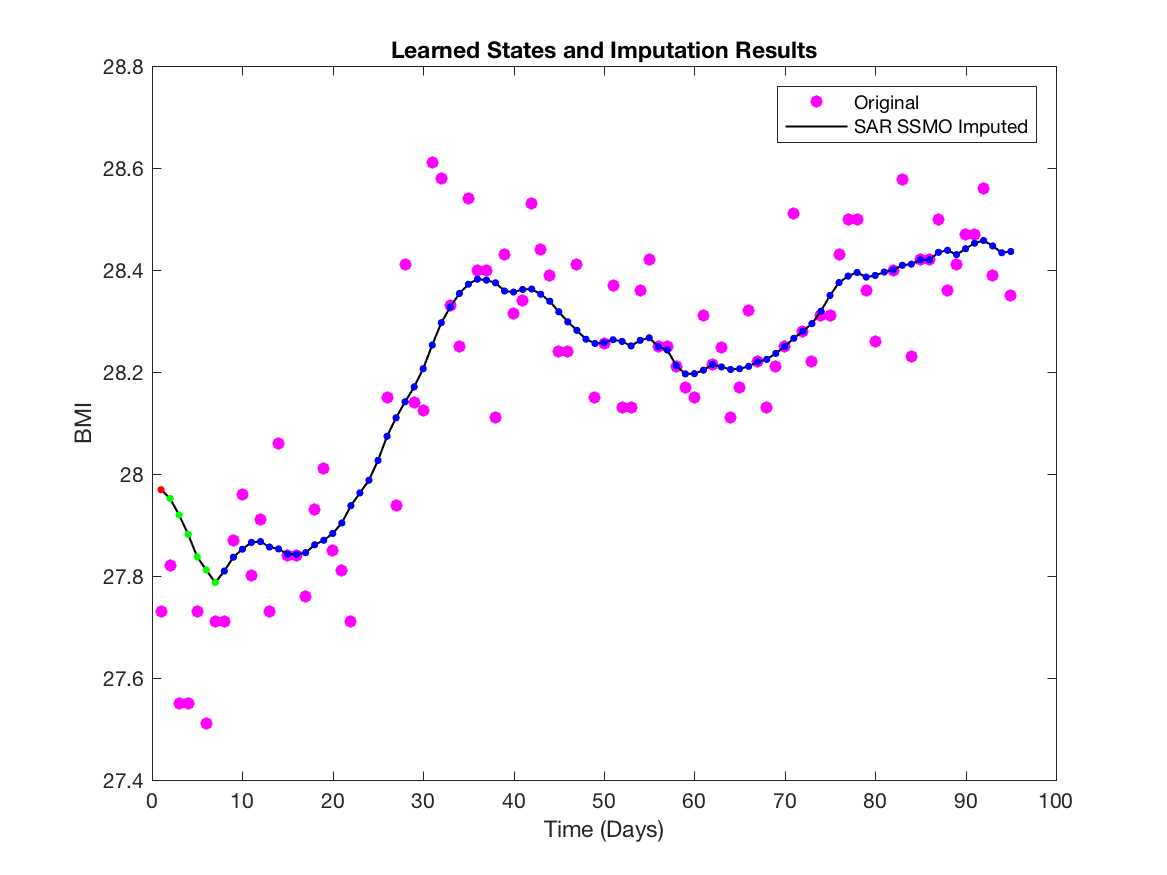 Learned States and Imputation Results
28.8
28.6
28.4
28.2
28
27.8
27.6
27.4
BMI
Original
SAR SSMO Imputed
0 10 20 30 40 50 60 70 80 90 100
Time (Days)